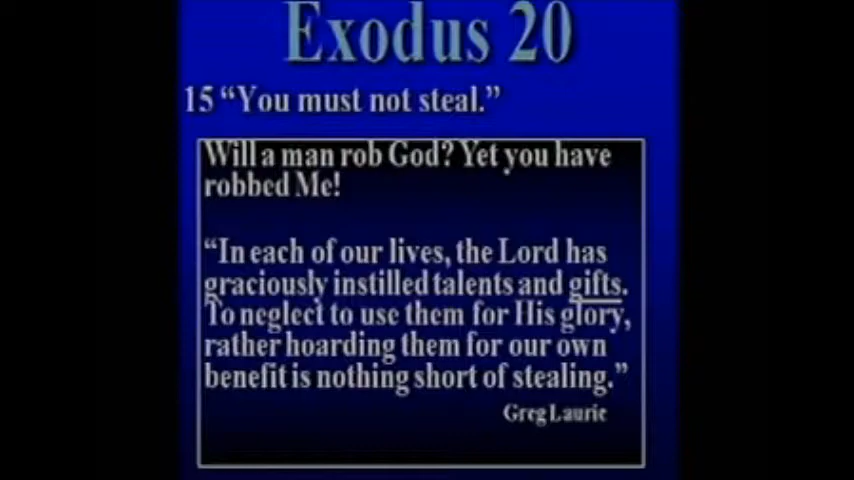 Exodus 20
15 “You must not steal.”
Will a man rob God? Yet you have
robbed Me!
“In each of our lives, the Lord has
graciously instilled talents and gifts.
To neglect to use them for His glory,
rather hoarding them for our own
benefit is nothing short of stealing.”
Greg Laurie